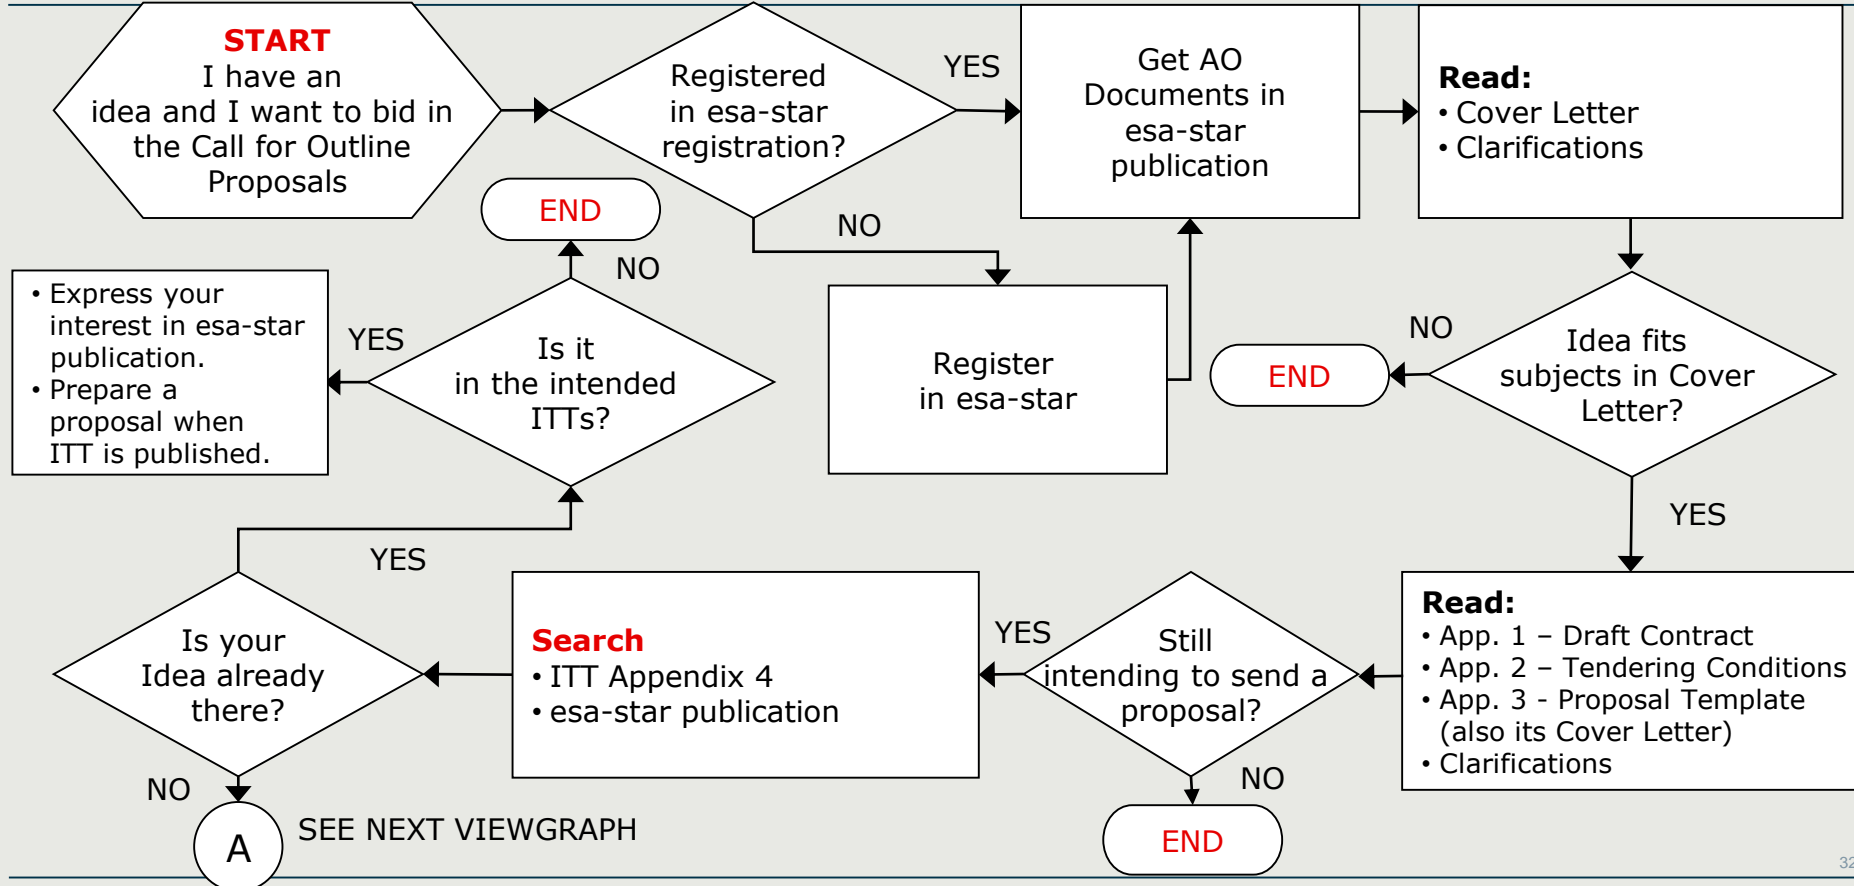 START
I have an
idea and I want to bid in
the Call for Outline
Proposals
Registered
in esa-star
registration?
YES
NO
Get AO
Documents in
esa-star
publication
Read:
• Cover Letter
• Clarifications
Register
in esa-star
Idea fits
subjects in Cover
Letter?
NO
END
YES
Read:
• App. 1 – Draft Contract
• App. 2 – Tendering Conditions
• App. 3 - Proposal Template
(also its Cover Letter)
• Clarifications
Still
intending to send a
proposal?
NO
END
YES
Search
• ITT Appendix 4
• esa-star publication
Is your
Idea already
there?
NO
A
SEE NEXT VIEWGRAPH
YES
Is it
in the intended
ITTs?
NO
END
YES
• Express your
interest in esa-star
publication.
• Prepare a
proposal when
ITT is published.
32